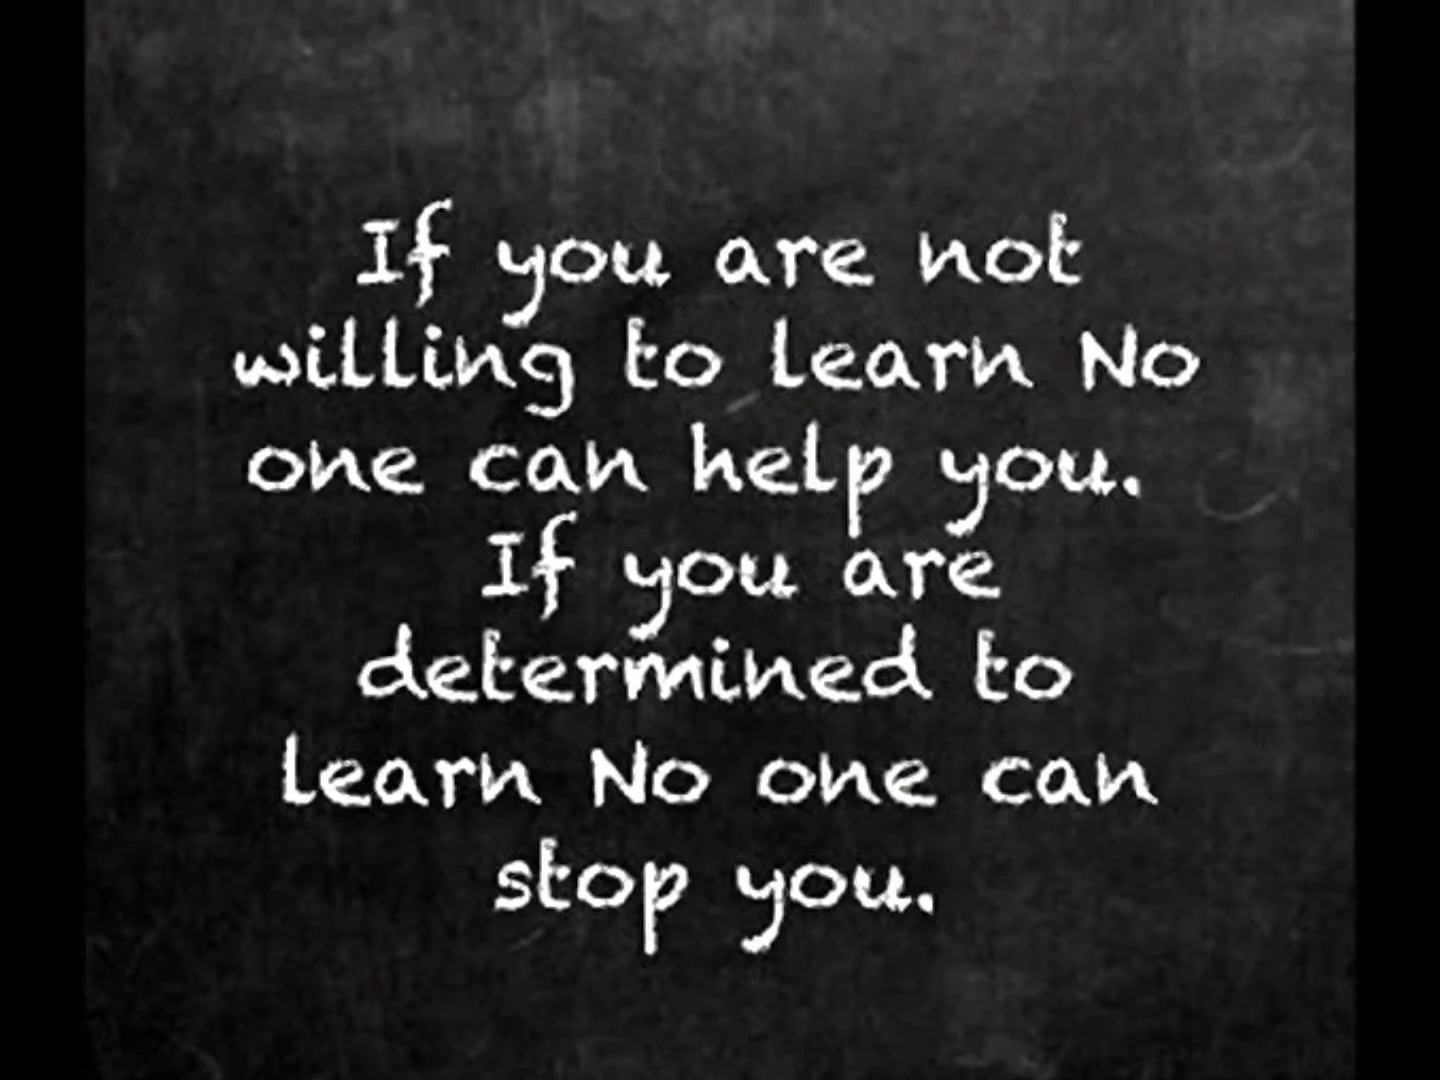 If you are not
willing to learn No
one can help you.
If you are
determined to
learn No one can
stop you.